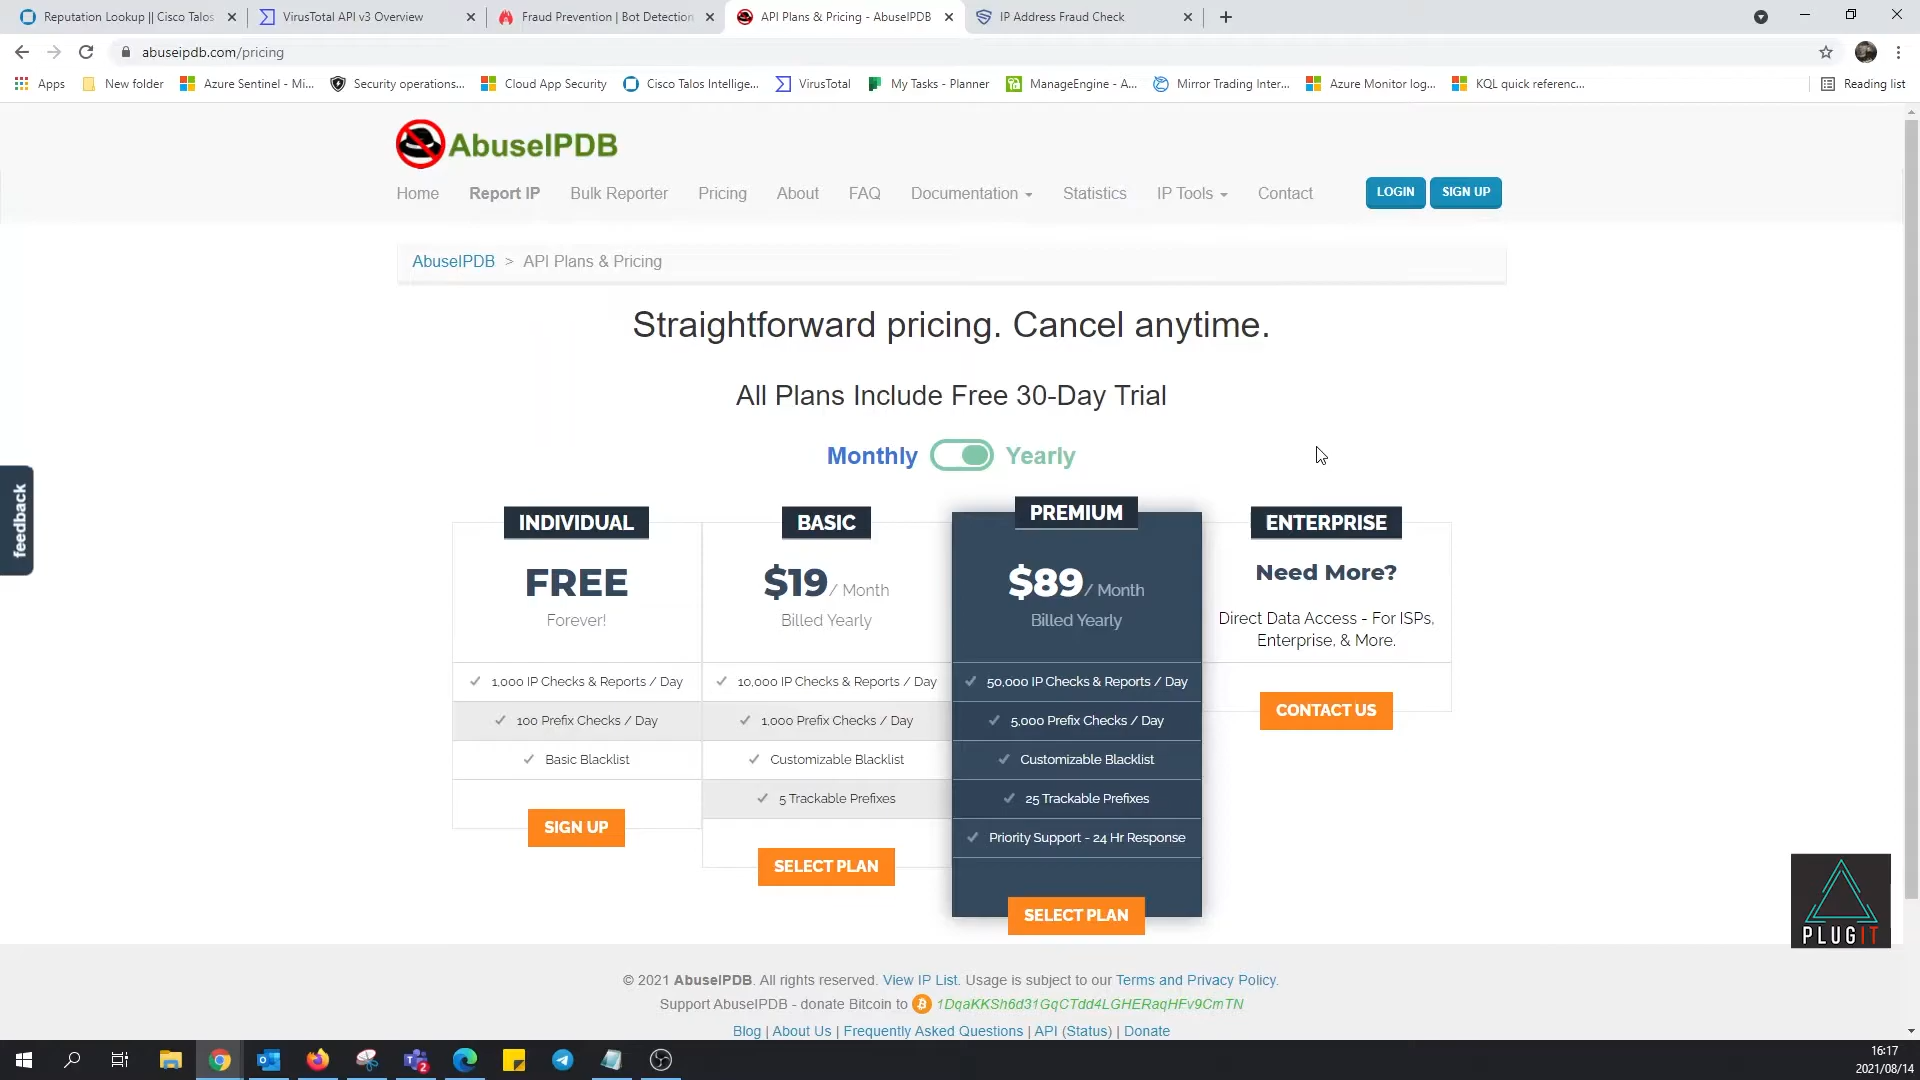 Reputation Lookup || Cisco Talos
VirusTotal API v3 Overview
Fraud Prevention | Bot Detection
API Plans & Pricing - AbuseIPDB
IP Address Fraud Check
abuseipdb.com/pricing
Apps
New folder
Azure Sentinel - Mi...
Security operations...
Cloud App Security
Cisco Talos Intellige...
VirusTotal
My Tasks - Planner
ManageEngine - A...
Mirror Trading Inter...
Azure Monitor log...
KQL quick referenc...
Reading list
AbuseIPDB
Home
Report IP
Bulk Reporter
Pricing
About
FAQ
Documentation
Statistics
IP Tools
Contact
LOGIN
SIGN UP
AbuseIPDB > API Plans & Pricing
Straightforward pricing. Cancel anytime.
All Plans Include Free 30-Day Trial
Monthly
Yearly
feedback
INDIVIDUAL
FREE
Forever!
1,000 IP Checks & Reports / Day
100 Prefix Checks / Day
Basic Blacklist
SIGN UP
BASIC
$19 / Month
Billed Yearly
10,000 IP Checks & Reports / Day
1,000 Prefix Checks / Day
Customizable Blacklist
5 Trackable Prefixes
SELECT PLAN
PREMIUM
$89 / Month
Billed Yearly
50,000 IP Checks & Reports / Day
5,000 Prefix Checks / Day
Customizable Blacklist
25 Trackable Prefixes
Priority Support - 24 Hr Response
SELECT PLAN
ENTERPRISE
Need More?
Direct Data Access - For ISPs,
Enterprise, & More.
CONTACT US
PLUGIT
© 2021 AbuseIPDB. All rights reserved. View IP List. Usage is subject to our Terms and Privacy Policy.
Support AbuseIPDB - donate Bitcoin to 1DqaKKSh6d31GqCTdd4LGHERaqHFv9CmTN
Blog | About Us | Frequently Asked Questions | API (Status) | Donate
2
16:17
2021/08/14